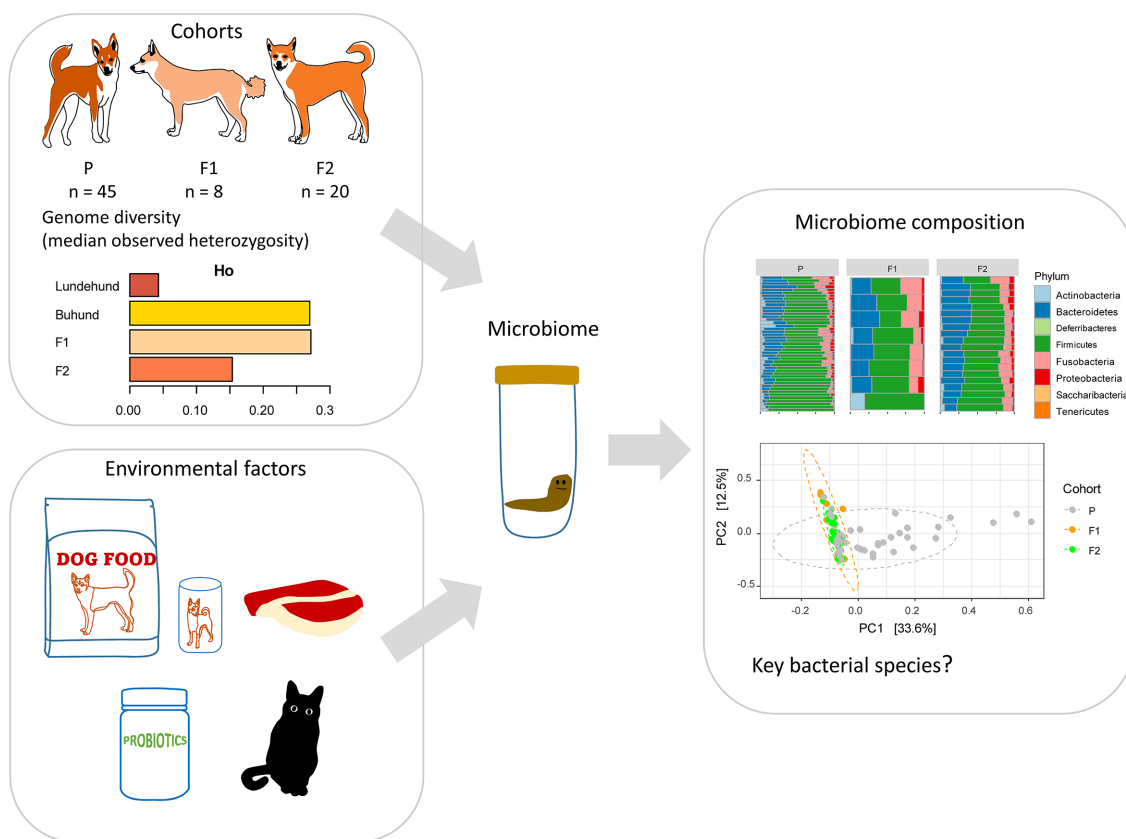 Cohorts
P
n = 45
F1
n = 8
F2
n = 20
Genome diversity
(median observed heterozygosity)
Ho
Lundehund
Buhund
F1
F2
0.00
0.10
0.20
0.3
Environmental factors
DOG FOOD
PROBIOTICS
Microbiome
Microbiome composition
P
F1
F2
Phylum
Actinobacteria
Bacteroidetes
Deferribacteres
Firmicutes
Fusobacteria
Proteobacteria
Saccharibacteria
Tenericutes
PC2 [12.5%]
0.5
0.0
-0.5
-0.2
0.0
0.2
0.4
0.6
PC1 [33.6%]
Cohort
P
F1
F2
Key bacterial species?